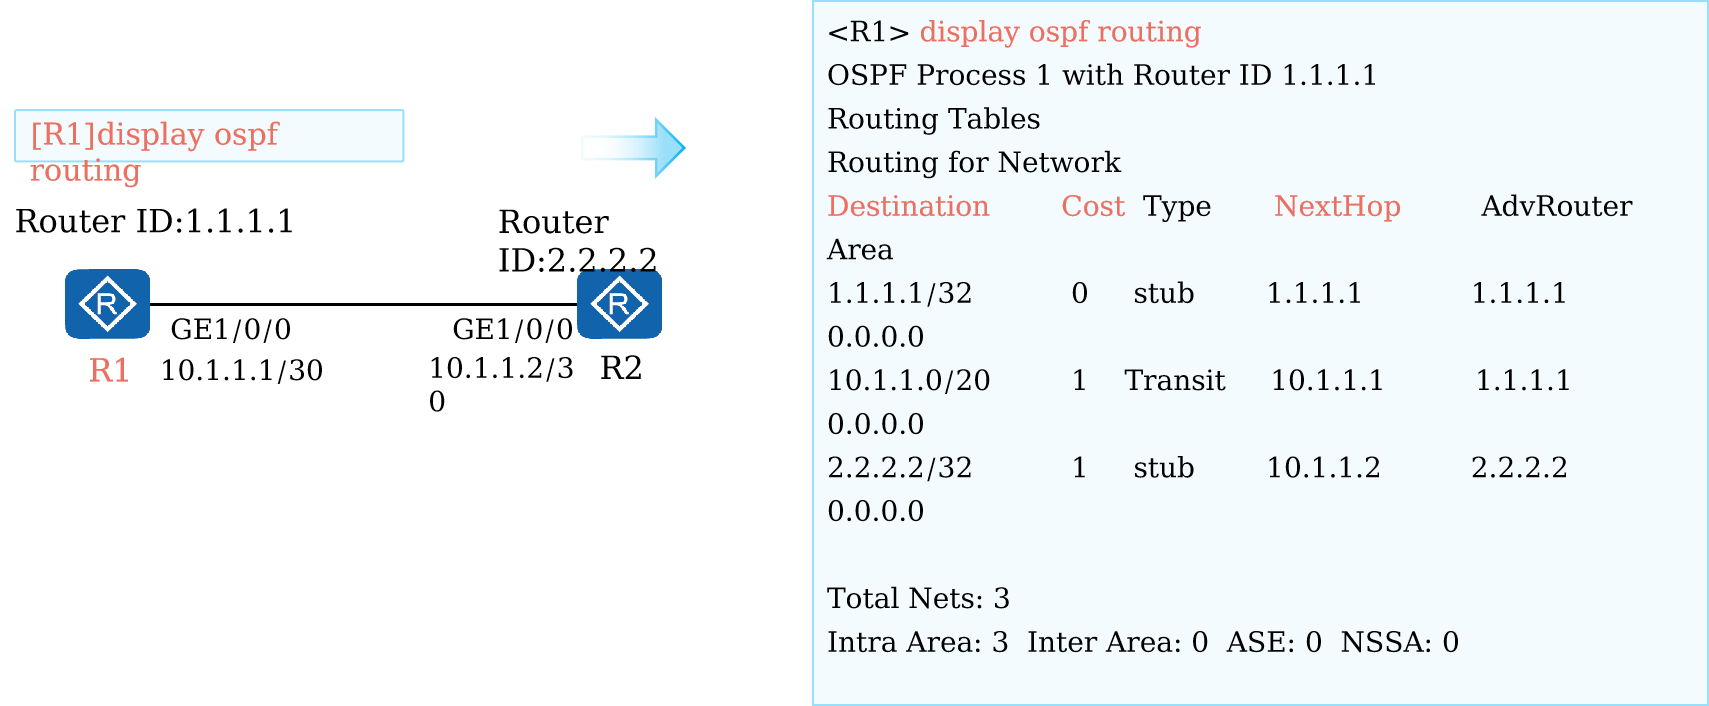 [R1]display ospf
routing
Router ID:1.1.1.1
Router
ID:2.2.2.2
R
R
GE1/0/0
GE1/0/0
R1
10.1.1.1/30
10.1.1.2/3
0
R2
<R1> display ospf routing
OSPF Process 1 with Router ID 1.1.1.1
Routing Tables
Routing for Network
Destination Cost Type NextHop AdvRouter
Area
1.1.1.1/32 0 stub 1.1.1.1 1.1.1.1
0.0.0.0
10.1.1.0/20 1 Transit 10.1.1.1 1.1.1.1
0.0.0.0
2.2.2.2/32 1 stub 10.1.1.2 2.2.2.2
0.0.0.0
Total Nets: 3
Intra Area: 3 Inter Area: 0 ASE: 0 NSSA: 0